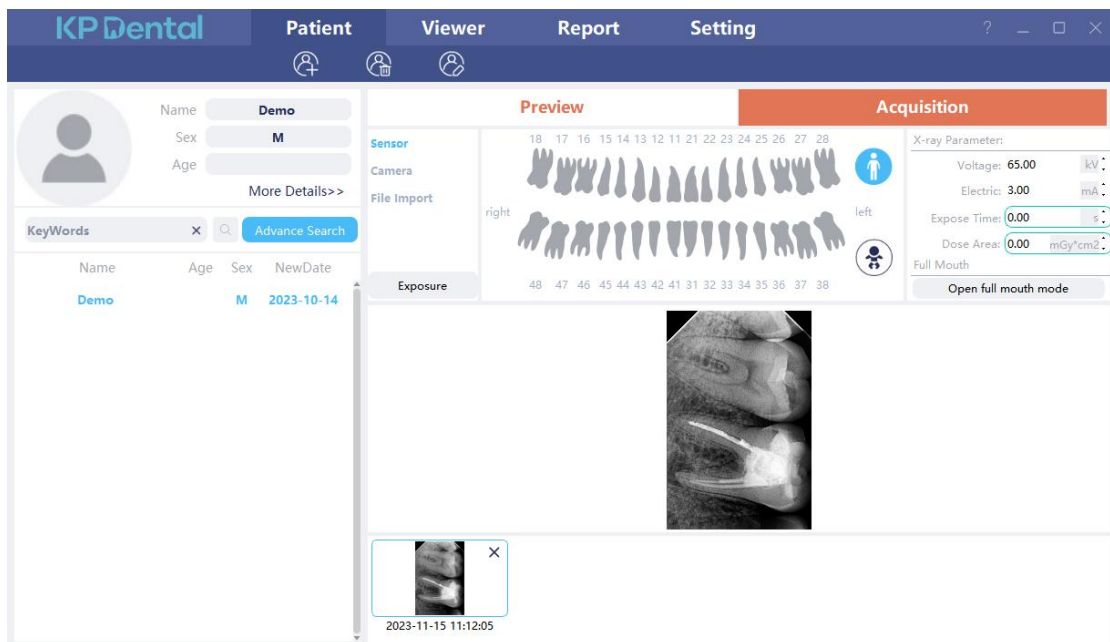 KP Dental
Patient Viewer Report Setting
?
Name Demo
Sex M
Age
More Details>>
KeyWords
Advance Search
Name Age Sex NewDate
Demo M 2023-10-14
Preview
Acquisition
Sensor
Camera
File Import
Exposure
18 17 16 15 14 13 12 11 21 22 23 24 25 26 27 28
right
left
48 47 46 45 44 43 42 41 31 32 33 34 35 36 37 38
X-ray Parameter:
Voltage: 65.00 kV
Electric: 3.00 mA
Expose Time: 0.00 s
Dose Area: 0.00 mGy*cm2
Full Mouth
Open full mouth mode
2023-11-15 11:12:05